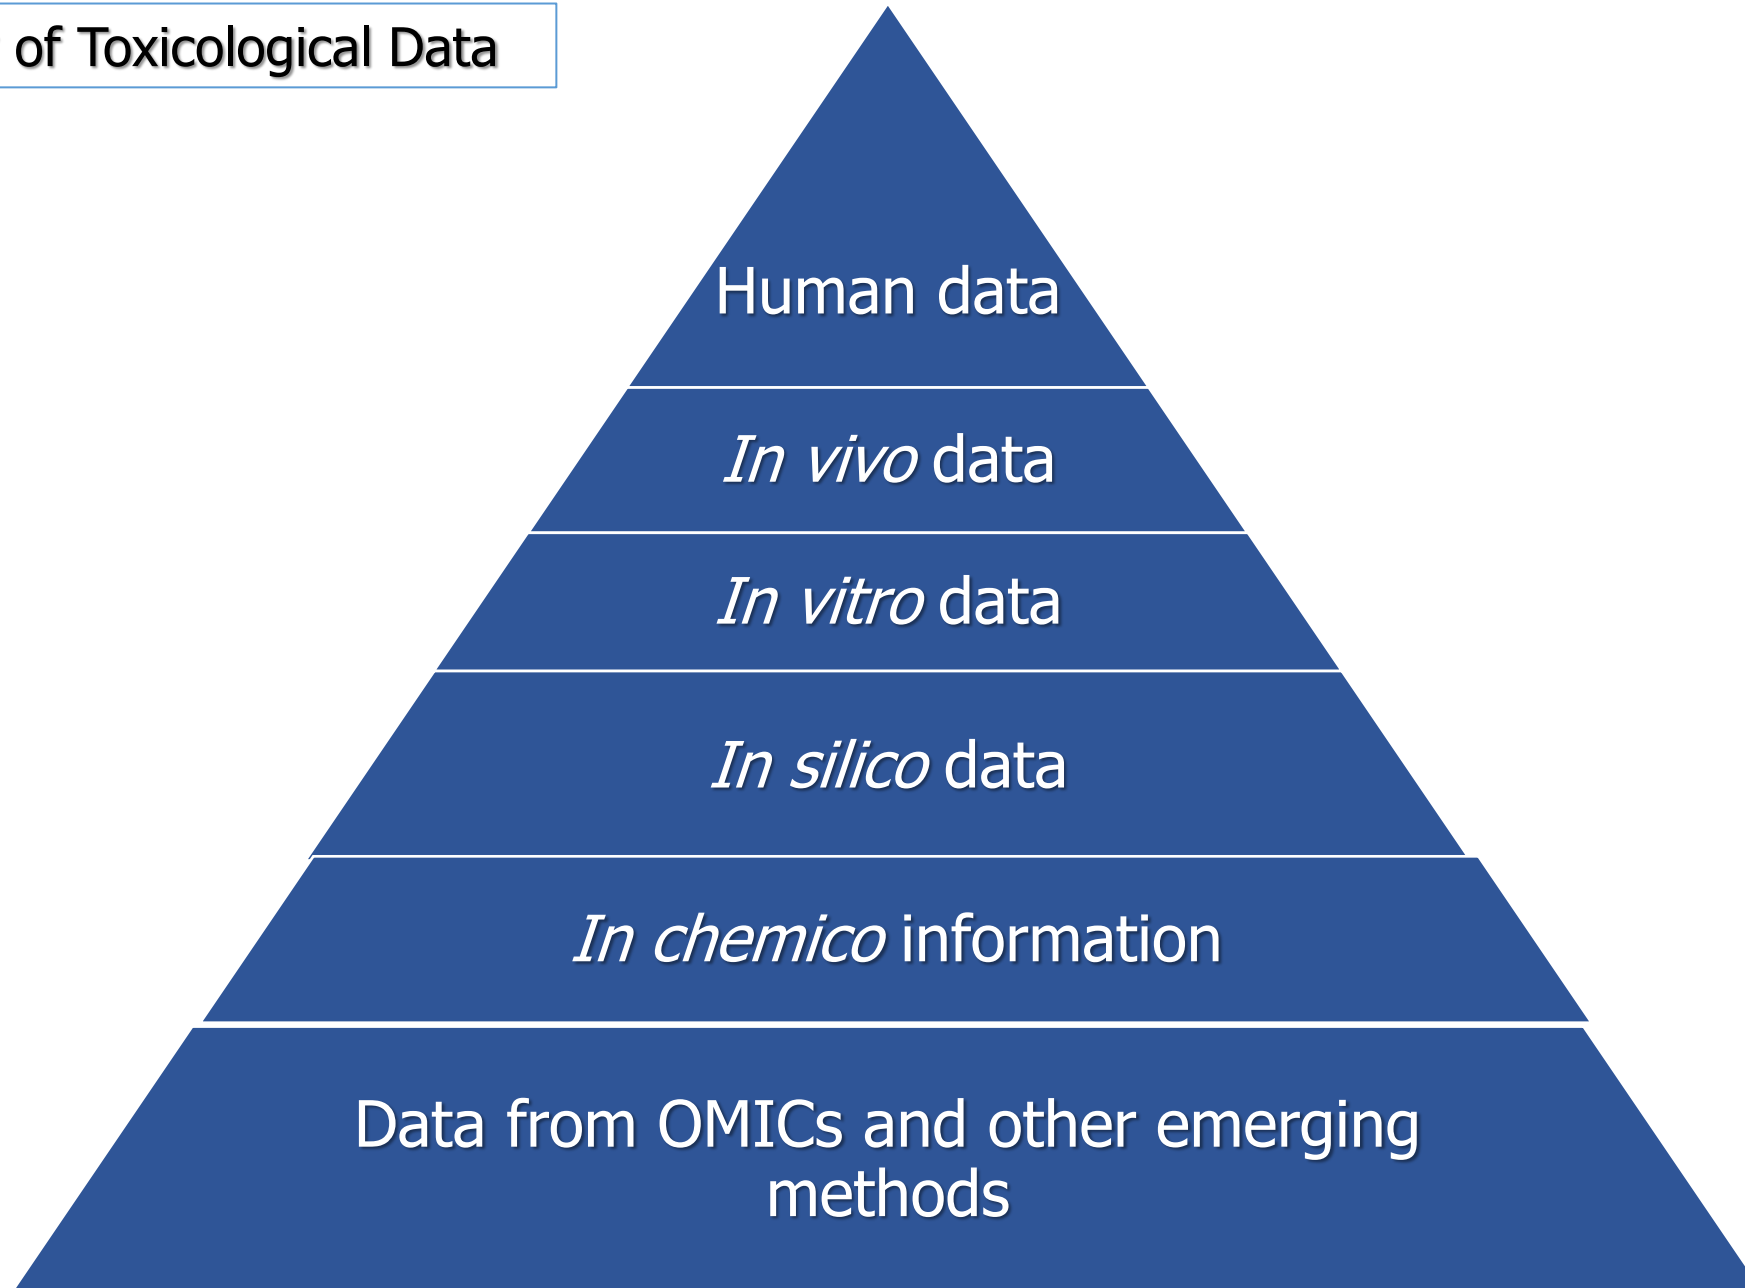 of Toxicological Data
Human data
In vivo data
In vitro data
In silico data
In chemico information
Data from OMICs and other emerging
methods